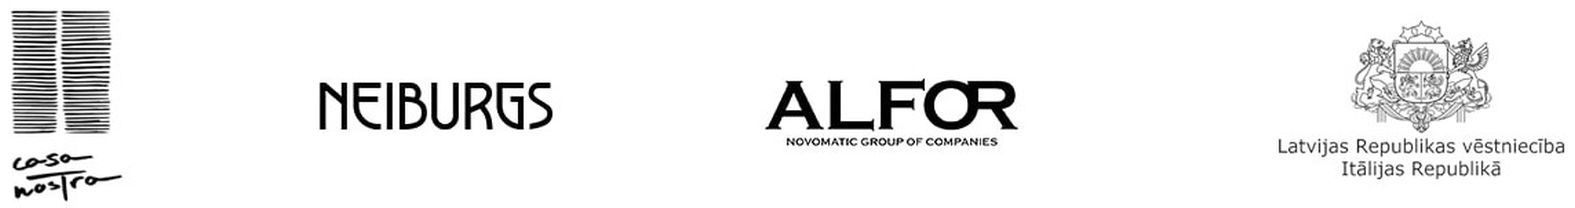 casa
nostra
NEIBURGS
ALFOR
NOVOMATIC GROUP OF COMPANIES
Latvijas Republikas vēstniecība
Itālijas Republikā